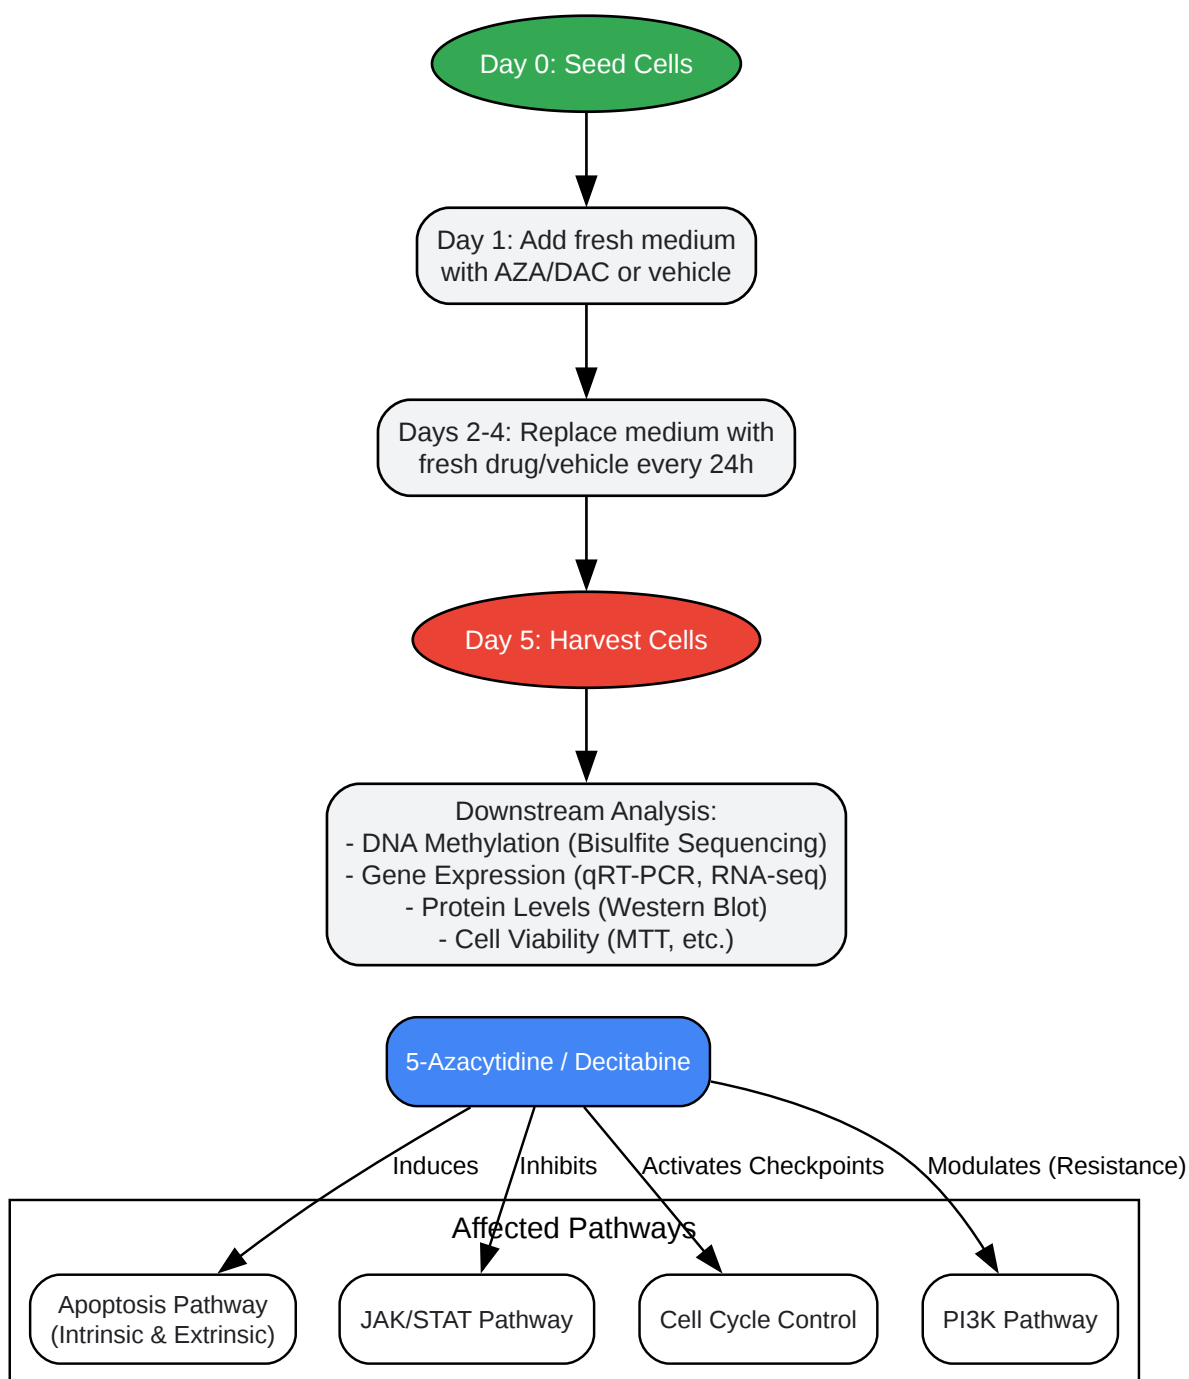 Day 0: Seed Cells
Day 1: Add fresh medium
with AZA/DAC or vehicle
Days 2-4: Replace medium with
fresh drug/vehicle every 24h
Day 5: Harvest Cells
Downstream Analysis:
- DNA Methylation (Bisulfite Sequencing)
- Gene Expression (qRT-PCR, RNA-seq)
- Protein Levels (Western Blot)
- Cell Viability (MTT, etc.)
5-Azacytidine / Decitabine
Induces
Inhibits
Activates Checkpoints
Modulates (Resistance)
Affected Pathways
Apoptosis Pathway
(Intrinsic & Extrinsic)
JAK/STAT Pathway
Cell Cycle Control
PI3K Pathway